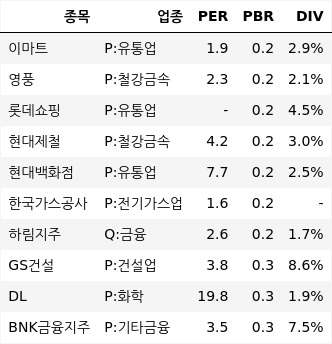 종목 업종 PER PBR DIV
이마트 P:유통업 1.9 0.2 2.9%
영풍 P:철강금속 2.3 0.2 2.1%
롯데쇼핑 P:유통업 - 0.2 4.5%
현대제철 P:철강금속 4.2 0.2 3.0%
현대백화점 P:유통업 7.7 0.2 2.5%
한국가스공사 P:전기가스업 1.6 0.2 -
하림지주 Q:금융 2.6 0.2 1.7%
GS건설 P:건설업 3.8 0.3 8.6%
DL P:화학 19.8 0.3 1.9%
BNK금융지주 P:기타금융 3.5 0.3 7.5%